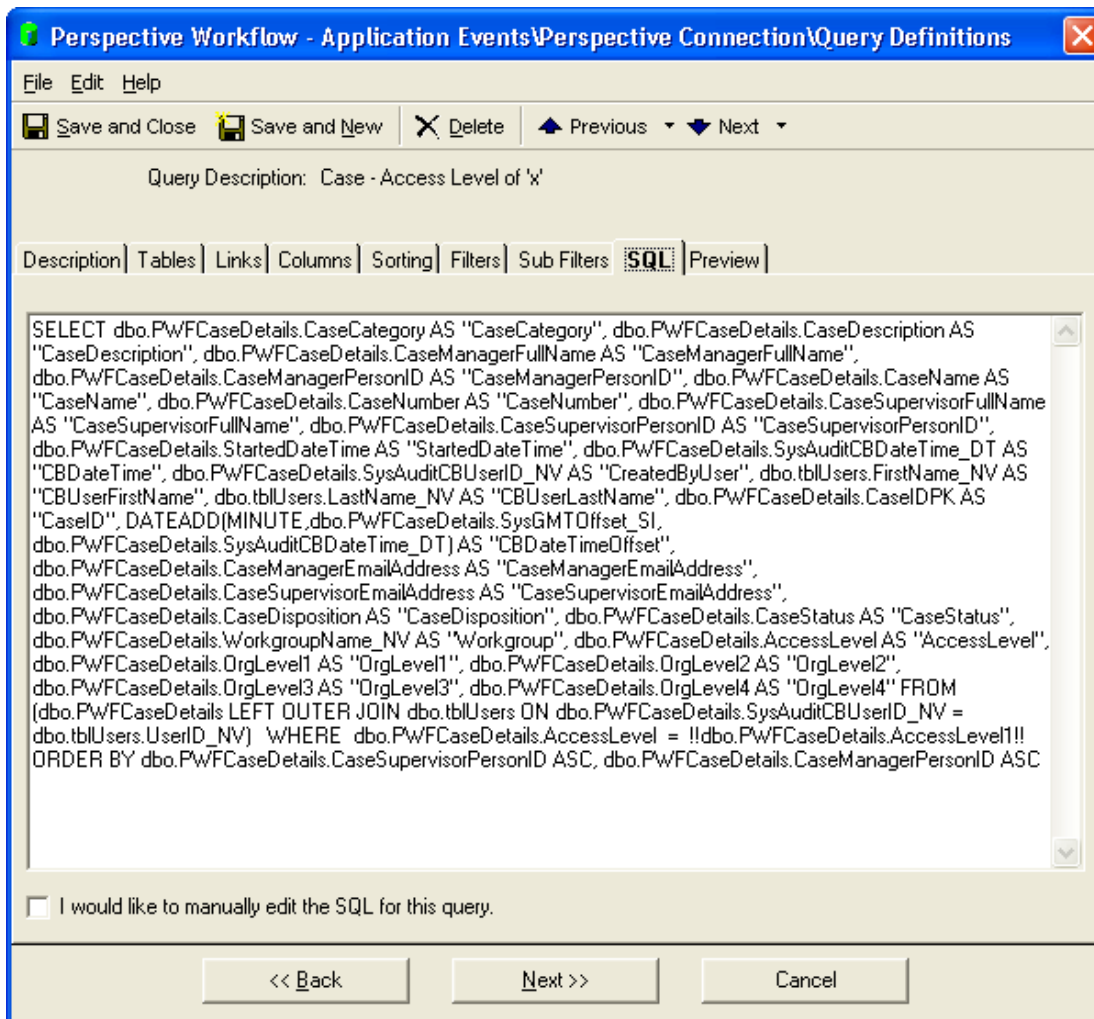 Perspective Workflow - Application Events\Perspective Connection\Query Definitions
File Edit Help
Save and Close Save and New Delete Previous Next
Query Description: Case - Access Level of 'x'
Description Tables Links Columns Sorting Filters Sub Filters SQL Preview
SELECT dbo.PWFCaseDetails.CaseCategory AS "CaseCategory", dbo.PWFCaseDetails.CaseDescription AS
"CaseDescription", dbo.PWFCaseDetails.CaseManagerFullName AS "CaseManagerFullName",
dbo.PWFCaseDetails.CaseManagerPersonID AS "CaseManagerPersonID", dbo.PWFCaseDetails.CaseName AS
"CaseName", dbo.PWFCaseDetails.CaseNumber AS "CaseNumber", dbo.PWFCaseDetails.CaseSupervisorFullName
AS "CaseSupervisorFullName", dbo.PWFCaseDetails.CaseSupervisorPersonID AS "CaseSupervisorPersonID",
dbo.PWFCaseDetails.StartedDateTime AS "StartedDateTime", dbo.PWFCaseDetails.SysAuditCBDateTime_DT AS
"CBDateTime", dbo.PWFCaseDetails.SysAuditCBUserID_NV AS "CreatedByUser", dbo.tblUsers.FirstName_NV AS
"CBUserFirstName", dbo.tblUsers.LastName_NV AS "CBUserLastName", dbo.PWFCaseDetails.CaseIDPK AS
"CaseID", DATEADD(MINUTE,dbo.PWFCaseDetails.SysGMTOffset_SI,
dbo.PWFCaseDetails.SysAuditCBDateTime_DT) AS "CBDateTimeOffset",
dbo.PWFCaseDetails.CaseManagerEmailAddress AS "CaseManagerEmailAddress",
dbo.PWFCaseDetails.CaseSupervisorEmailAddress AS "CaseSupervisorEmailAddress",
dbo.PWFCaseDetails.CaseDisposition AS "CaseDisposition", dbo.PWFCaseDetails.CaseStatus AS "CaseStatus",
dbo.PWFCaseDetails.WorkgroupName_NV AS "Workgroup", dbo.PWFCaseDetails.AccessLevel AS "AccessLevel",
dbo.PWFCaseDetails.OrgLevel1 AS "OrgLevel1", dbo.PWFCaseDetails.OrgLevel2 AS "OrgLevel2",
dbo.PWFCaseDetails.OrgLevel3 AS "OrgLevel3", dbo.PWFCaseDetails.OrgLevel4 AS "OrgLevel4" FROM
(dbo.PWFCaseDetails LEFT OUTER JOIN dbo.tblUsers ON dbo.PWFCaseDetails.SysAuditCBUserID_NV =
dbo.tblUsers.UserID_NV) WHERE dbo.PWFCaseDetails.AccessLevel = !!dbo.PWFCaseDetails.AccessLevel1!!
ORDER BY dbo.PWFCaseDetails.CaseSupervisorPersonID ASC, dbo.PWFCaseDetails.CaseManagerPersonID ASC
I would like to manually edit the SQL for this query.
<< Back Next >> Cancel